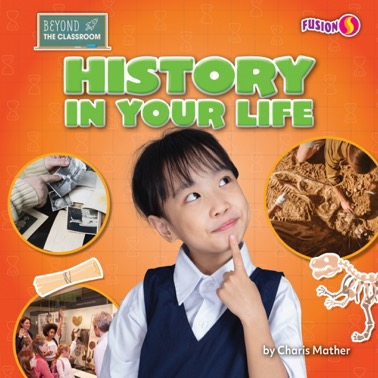 BEYOND
THE CLASSROOM
FUSION
HISTORY
IN YOUR LIFE
by Charis Mather